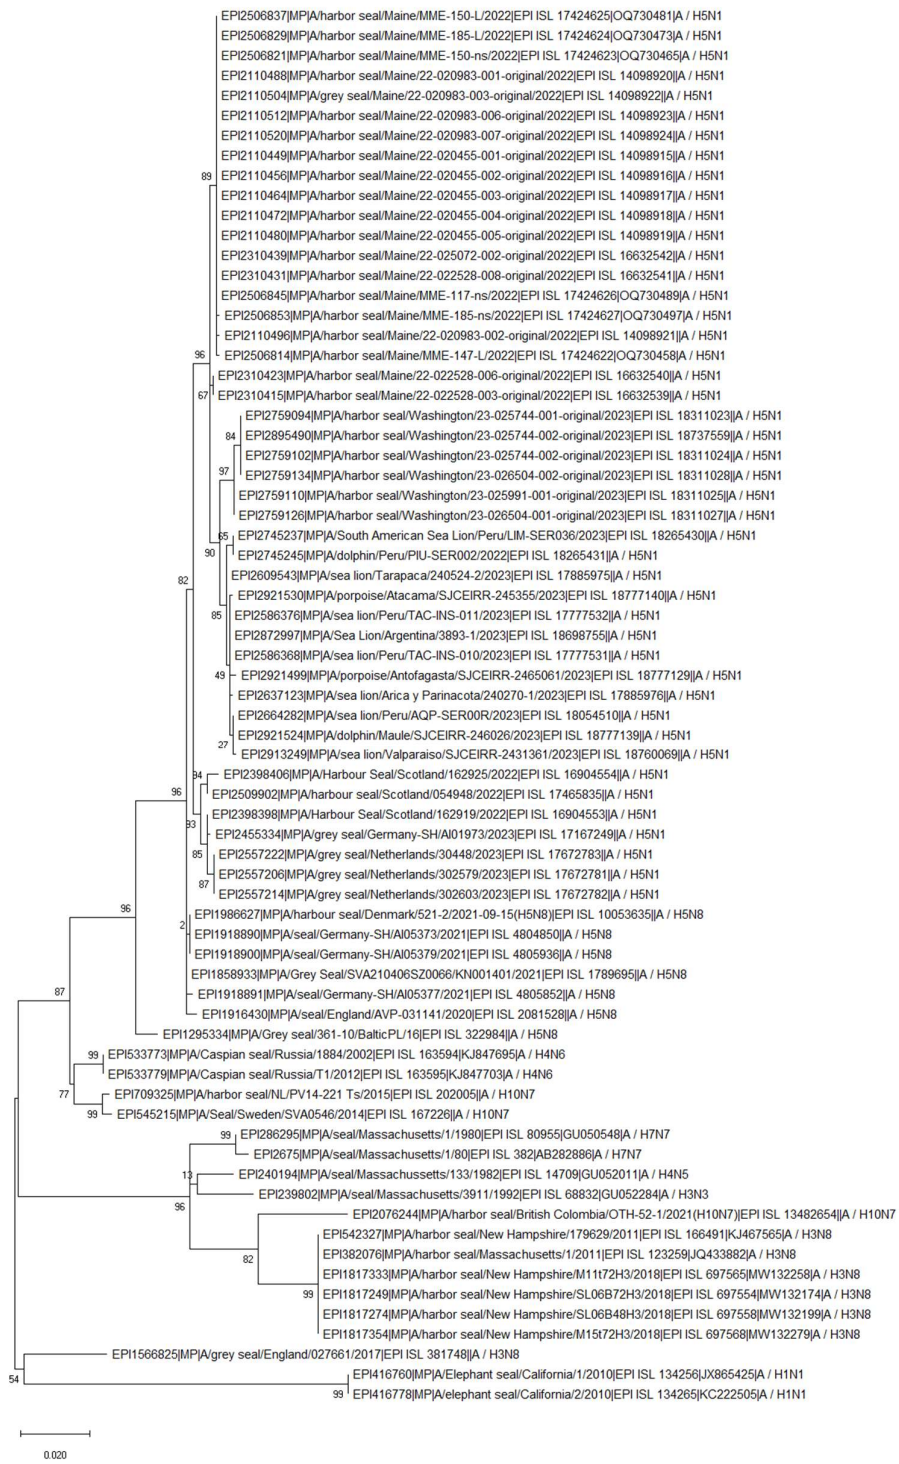 EPI2506837|MP|A/harbor seal/Maine/MME-150-L/2022|EPI ISL 17424625|OQ730481|A / H5N1
EPI2506829|MP|A/harbor seal/Maine/MME-185-L/2022|EPI ISL 17424624|OQ730473|A / H5N1
EPI2506821|MP|A/harbor seal/Maine/MME-150-ns/2022|EPI ISL 17424623|OQ730465|A / H5N1
EPI2110488|MP|A/harbor seal/Maine/22-020983-001-original/2022|EPI ISL 14098920||A / H5N1
EPI2110504|MP|A/grey seal/Maine/22-020983-003-original/2022|EPI ISL 14098922||A / H5N1
EPI2110512|MP|A/harbor seal/Maine/22-020983-006-original/2022|EPI ISL 14098923||A / H5N1
EPI2110520|MP|A/harbor seal/Maine/22-020983-007-original/2022|EPI ISL 14098924||A / H5N1
EPI2110449|MP|A/harbor seal/Maine/22-020455-001-original/2022|EPI ISL 14098915||A / H5N1
EPI2110456|MP|A/harbor seal/Maine/22-020455-002-original/2022|EPI ISL 14098916||A / H5N1
89
EPI2110464|MP|A/harbor seal/Maine/22-020455-003-original/2022|EPI ISL 14098917||A / H5N1
EPI2110472|MP|A/harbor seal/Maine/22-020455-004-original/2022|EPI ISL 14098918||A / H5N1
EPI2110480|MP|A/harbor seal/Maine/22-020455-005-original/2022|EPI ISL 14098919||A / H5N1
EPI2310439|MP|A/harbor seal/Maine/22-025072-002-original/2022|EPI ISL 16632542||A / H5N1
EPI2310431|MP|A/harbor seal/Maine/22-022528-008-original/2022|EPI ISL 16632541||A / H5N1
EPI2506845|MP|A/harbor seal/Maine/MME-117-ns/2022|EPI ISL 17424626|OQ730489|A / H5N1
EPI2506853|MP|A/harbor seal/Maine/MME-185-ns/2022|EPI ISL 17424627|OQ730497|A / H5N1
EPI2110496|MP|A/harbor seal/Maine/22-020983-002-original/2022|EPI ISL 14098921||A / H5N1
96
EPI2506814|MP|A/harbor seal/Maine/MME-147-L/2022|EPI ISL 17424622|OQ730458|A / H5N1
EPI2310423|MP|A/harbor seal/Maine/22-022528-006-original/2022|EPI ISL 16632540||A / H5N1
67
EPI2310415|MP|A/harbor seal/Maine/22-022528-003-original/2022|EPI ISL 16632539||A / H5N1
EPI2759094|MP|A/harbor seal/Washington/23-025744-001-original/2023|EPI ISL 18311023||A / H5N1
84
EPI2895490|MP|A/harbor seal/Washington/23-025744-002-original/2023|EPI ISL 18737559||A / H5N1
EPI2759102|MP|A/harbor seal/Washington/23-025744-002-original/2023|EPI ISL 18311024||A / H5N1
97
EPI2759134|MP|A/harbor seal/Washington/23-026504-002-original/2023|EPI ISL 18311028||A / H5N1
EPI2759110|MP|A/harbor seal/Washington/23-025991-001-original/2023|EPI ISL 18311025||A / H5N1
EPI2759126|MP|A/harbor seal/Washington/23-026504-001-original/2023|EPI ISL 18311027||A / H5N1
65
EPI2745237|MP|A/South American Sea Lion/Peru/LIM-SER036/2023|EPI ISL 18265430||A / H5N1
90
EPI2745245|MP|A/dolphin/Peru/PIU-SER002/2022|EPI ISL 18265431||A / H5N1
82
EPI2609543|MP|A/sea lion/Tarapaca/240524-2/2023|EPI ISL 17885975||A / H5N1
EPI2921530|MP|A/porpoise/Atacama/SJCEIRR-245355/2023|EPI ISL 18777140||A / H5N1
85
EPI2586376|MP|A/sea lion/Peru/TAC-INS-011/2023|EPI ISL 17777532||A / H5N1
EPI2872997|MP|A/Sea Lion/Argentina/3893-1/2023|EPI ISL 18698755||A / H5N1
EPI2586368|MP|A/sea lion/Peru/TAC-INS-010/2023|EPI ISL 17777531||A / H5N1
49
EPI2921499|MP|A/porpoise/Antofagasta/SJCEIRR-2465061/2023|EPI ISL 18777129||A / H5N1
EPI2637123|MP|A/sea lion/Arica y Parinacota/240270-1/2023|EPI ISL 17885976||A / H5N1
EPI2664282|MP|A/sea lion/Peru/AQP-SER00R/2023|EPI ISL 18054510||A / H5N1
EPI2921524|MP|A/dolphin/Maule/SJCEIRR-246026/2023|EPI ISL 18777139||A / H5N1
27
EPI2913249|MP|A/sea lion/Valparaiso/SJCEIRR-2431361/2023|EPI ISL 18760069||A / H5N1
94
EPI2398406|MP|A/Harbour Seal/Scotland/162925/2022|EPI ISL 16904554||A / H5N1
96
EPI2509902|MP|A/harbour seal/Scotland/054948/2022|EPI ISL 17465835||A / H5N1
EPI2398398|MP|A/Harbour Seal/Scotland/162919/2022|EPI ISL 16904553||A / H5N1
93
EPI2455334|MP|A/grey seal/Germany-SH/AI01973/2023|EPI ISL 17167249||A / H5N1
85
EPI2557222|MP|A/grey seal/Netherlands/30448/2023|EPI ISL 17672783||A / H5N1
EPI2557206|MP|A/grey seal/Netherlands/302579/2023|EPI ISL 17672781||A / H5N1
87
EPI2557214|MP|A/grey seal/Netherlands/302603/2023|EPI ISL 17672782||A / H5N1
96
EPI1986627|MP|A/harbour seal/Denmark/521-2/2021-09-15(H5N8)|EPI ISL 10053635||A / H5N8
2
EPI1918890|MP|A/seal/Germany-SH/AI05373/2021|EPI ISL 4804850||A / H5N8
EPI1918900|MP|A/seal/Germany-SH/AI05379/2021|EPI ISL 4805936||A / H5N8
EPI1858933|MP|A/Grey Seal/SVA210406SZ0066/KN001401/2021|EPI ISL 1789695||A / H5N8
87
EPI1918891|MP|A/seal/Germany-SH/AI05377/2021|EPI ISL 4805852||A / H5N8
EPI1916430|MP|A/seal/England/AVP-031141/2020|EPI ISL 2081528||A / H5N8
EPI1295334|MP|A/Grey seal/361-10/BalticPL/16|EPI ISL 322984||A / H5N8
99
EPI533773|MP|A/Caspian seal/Russia/1884/2002|EPI ISL 163594|KJ847695|A / H4N6
EPI533779|MP|A/Caspian seal/Russia/T1/2012|EPI ISL 163595|KJ847703|A / H4N6
77
EPI709325|MP|A/harbor seal/NL/PV14-221 Ts/2015|EPI ISL 202005||A / H10N7
99
EPI545215|MP|A/Seal/Sweden/SVA0546/2014|EPI ISL 167226||A / H10N7
99
EPI286295|MP|A/seal/Massachusetts/1/1980|EPI ISL 80955|GU050548|A / H7N7
EPI2675|MP|A/seal/Massachusetts/1/80|EPI ISL 382|AB282886|A / H7N7
13
EPI240194|MP|A/seal/Massachussetts/133/1982|EPI ISL 14709|GU052011|A / H4N5
EPI239802|MP|A/seal/Massachusetts/3911/1992|EPI ISL 68832|GU052284|A / H3N3
96
EPI2076244|MP|A/harbor seal/British Colombia/OTH-52-1/2021(H10N7)|EPI ISL 13482654||A / H10N7
EPI542327|MP|A/harbor seal/New Hampshire/179629/2011|EPI ISL 166491|KJ467565|A / H3N8
82
EPI382076|MP|A/harbor seal/Massachusetts/1/2011|EPI ISL 123259|JQ433882|A / H3N8
EPI1817333|MP|A/harbor seal/New Hampshire/M11t72H3/2018|EPI ISL 697565|MW132258|A / H3N8
99
EPI1817249|MP|A/harbor seal/New Hampshire/SL06B72H3/2018|EPI ISL 697554|MW132174|A / H3N8
EPI1817274|MP|A/harbor seal/New Hampshire/SL06B48H3/2018|EPI ISL 697558|MW132199|A / H3N8
EPI1817354|MP|A/harbor seal/New Hampshire/M15t72H3/2018|EPI ISL 697568|MW132279|A / H3N8
EPI1566825|MP|A/grey seal/England/027661/2017|EPI ISL 381748||A / H3N8
54
EPI416760|MP|A/Elephant seal/California/1/2010|EPI ISL 134256|JX865425|A / H1N1
99
EPI416778|MP|A/elephant seal/California/2/2010|EPI ISL 134265|KC222505|A / H1N1
0.020